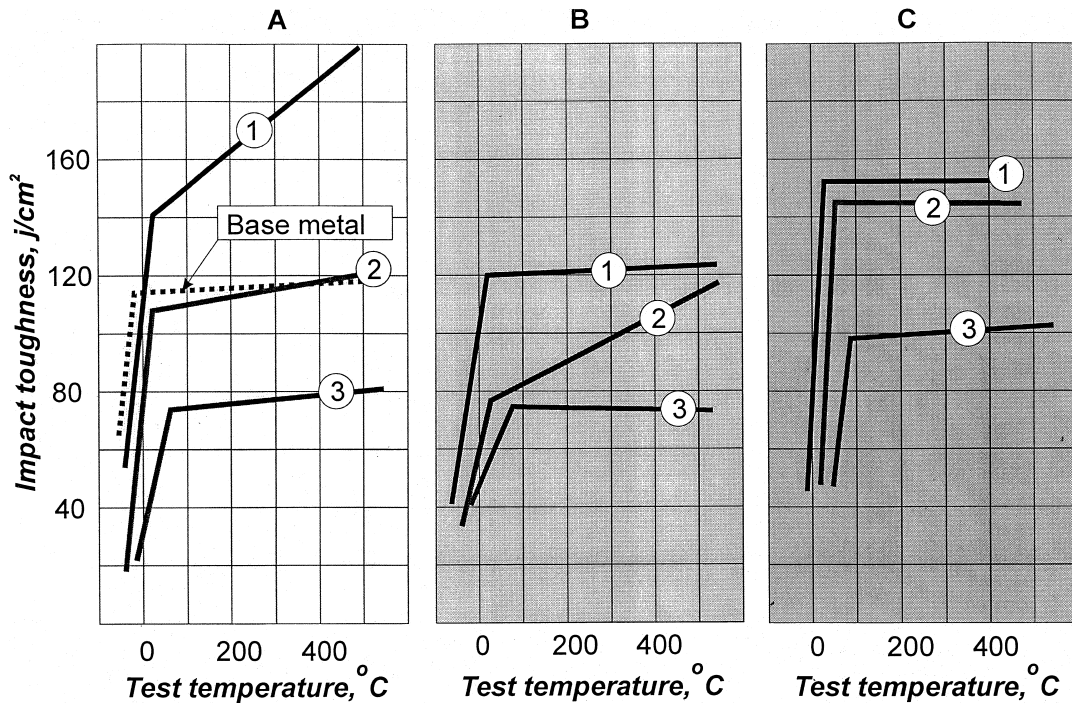 A
B
C
Impact toughness, j/cm²
160
120
80
40
Base metal
1
2
3
1
2
3
1
2
3
0 200 400
0 200 400
0 200 400
Test temperature, °C
Test temperature, °C
Test temperature, °C